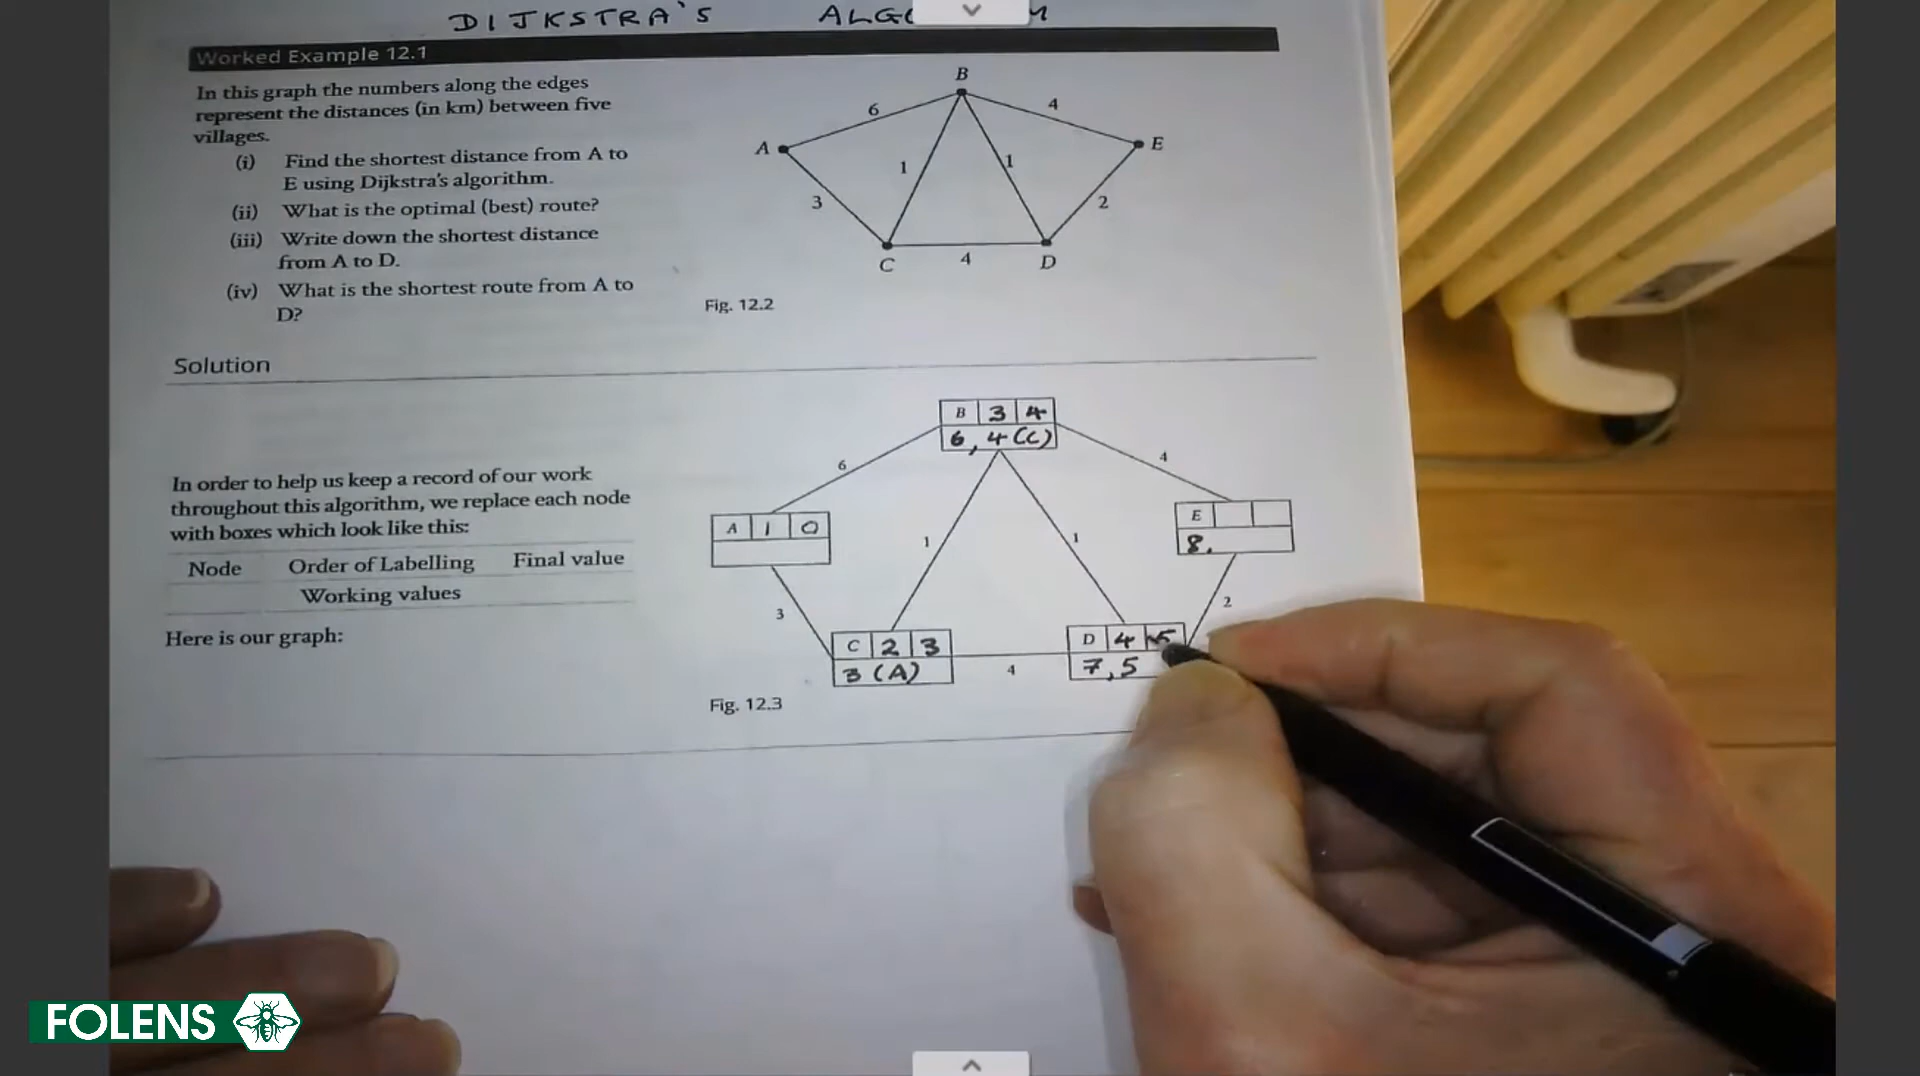 DIJKSTRA'S
Worked Example 12.1
In this graph the numbers along the edges
represent the distances (in km) between five
villages.
(i) Find the shortest distance from A to
E using Dijkstra's algorithm.
(ii) What is the optimal (best) route?
(iii) Write down the shortest distance
from A to D.
(iv) What is the shortest route from A to
D?
B
6 4
A E
1 1
3 2
C 4 D
Fig. 12.2
Solution
In order to help us keep a record of our work
throughout this algorithm, we replace each node
with boxes which look like this:
Node Order of Labelling Final value
Working values
Here is our graph:
B 3 4
6, 4 (C)
6 4
A 1 0
E
8.
1 1
3 2
C 2 3
3 (A)
4
D 4 5
7, 5
Fig. 12.3
FOLENS